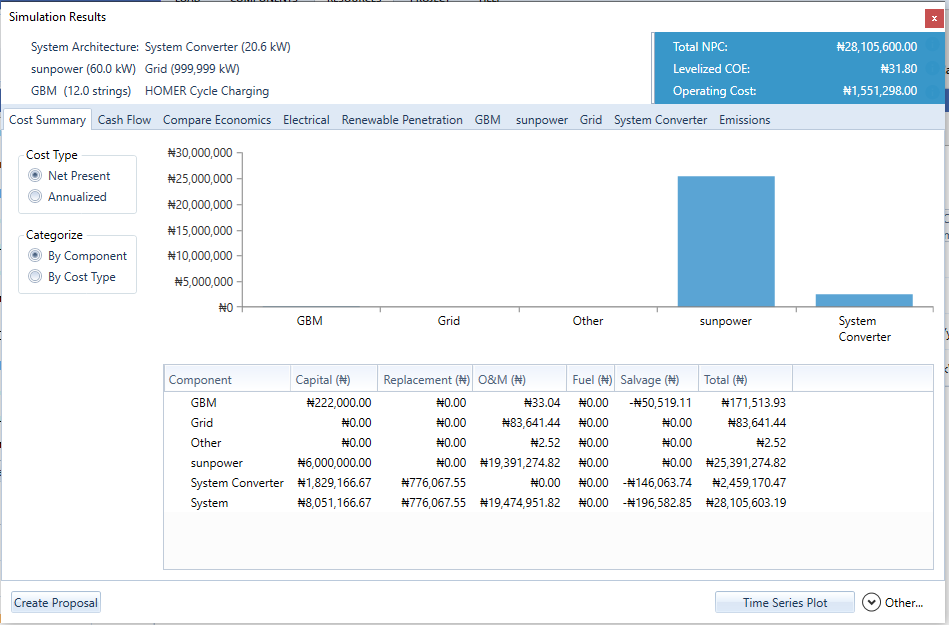 Simulation Results
x
System Architecture: System Converter (20.6 kW)
sunpower (60.0 kW) Grid (999,999 kW)
GBM (12.0 strings) HOMER Cycle Charging
Total NPC: ₦28,105,600.00
Levelized COE: ₦31.80
Operating Cost: ₦1,551,298.00
Cost Summary Cash Flow Compare Economics Electrical Renewable Penetration GBM sunpower Grid System Converter Emissions
Cost Type
Net Present
Annualized
Categorize
By Component
By Cost Type
₦30,000,000
₦25,000,000
₦20,000,000
₦15,000,000
₦10,000,000
₦5,000,000
₦0
GBM Grid Other sunpower System Converter
Component Capital (₦) Replacement (₦) O&M (₦) Fuel (₦) Salvage (₦) Total (₦)
GBM ₦222,000.00 ₦0.00 ₦33.04 ₦0.00 -₦50,519.11 ₦171,513.93
Grid ₦0.00 ₦0.00 ₦83,641.44 ₦0.00 ₦0.00 ₦83,641.44
Other ₦0.00 ₦0.00 ₦2.52 ₦0.00 ₦0.00 ₦2.52
sunpower ₦6,000,000.00 ₦0.00 ₦19,391,274.82 ₦0.00 ₦0.00 ₦25,391,274.82
System Converter ₦1,829,166.67 ₦776,067.55 ₦0.00 ₦0.00 -₦146,063.74 ₦2,459,170.47
System ₦8,051,166.67 ₦776,067.55 ₦19,474,951.82 ₦0.00 -₦196,582.85 ₦28,105,603.19
Create Proposal
Time Series Plot
Other...